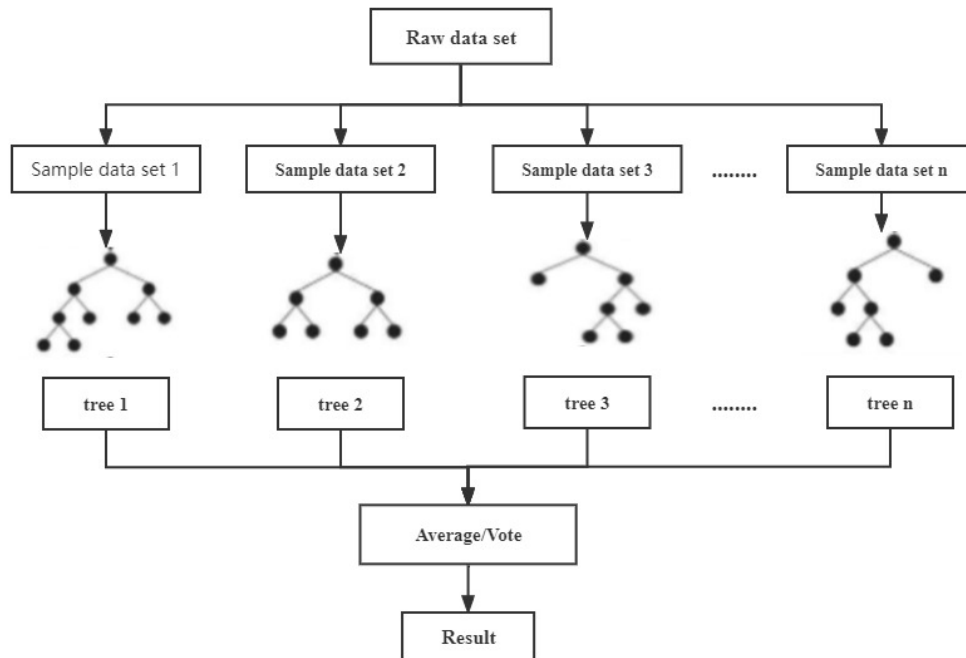 Raw data set
Sample data set 1
Sample data set 2
Sample data set 3
........
Sample data set n
tree 1
tree 2
tree 3
........
tree n
Average/Vote
Result